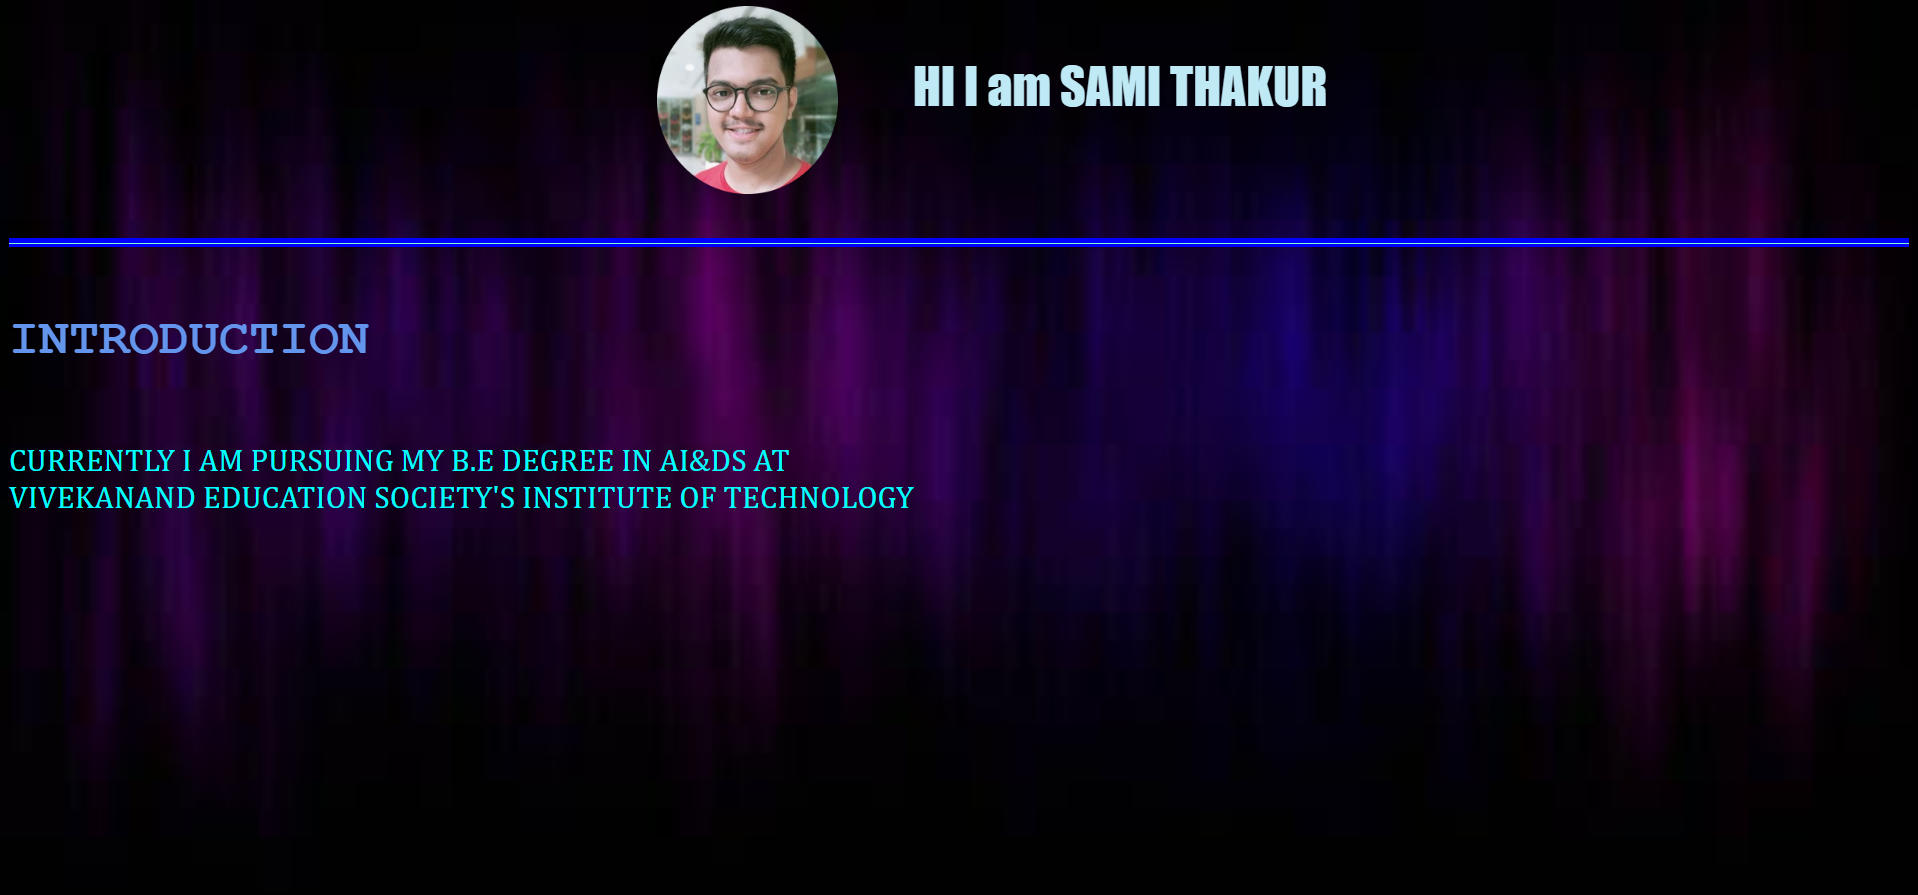 HI I am SAMI THAKUR
INTRODUCTION
CURRENTLY I AM PURSUING MY B.E DEGREE IN AI&DS AT
VIVEKANAND EDUCATION SOCIETY'S INSTITUTE OF TECHNOLOGY